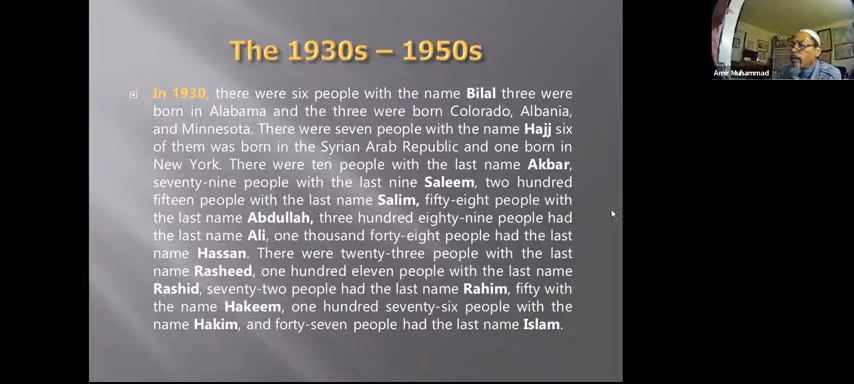 The 1930s – 1950s
In 1930, there were six people with the name Bilal three were
born in Alabama and the three were born Colorado, Albania,
and Minnesota. There were seven people with the name Hajj six
of them was born in the Syrian Arab Republic and one born in
New York. There were ten people with the last name Akbar,
seventy-nine people with the last nine Saleem, two hundred
fifteen people with the last name Salim, fifty-eight people with
the last name Abdullah, three hundred eighty-nine people had
the last name Ali, one thousand forty-eight people had the last
name Hassan. There were twenty-three people with the last
name Rasheed, one hundred eleven people with the last name
Rashid, seventy-two people had the last name Rahim, fifty with
the name Hakeem, one hundred seventy-six people with the
name Hakim, and forty-seven people had the last name Islam.
Amir Muhammad